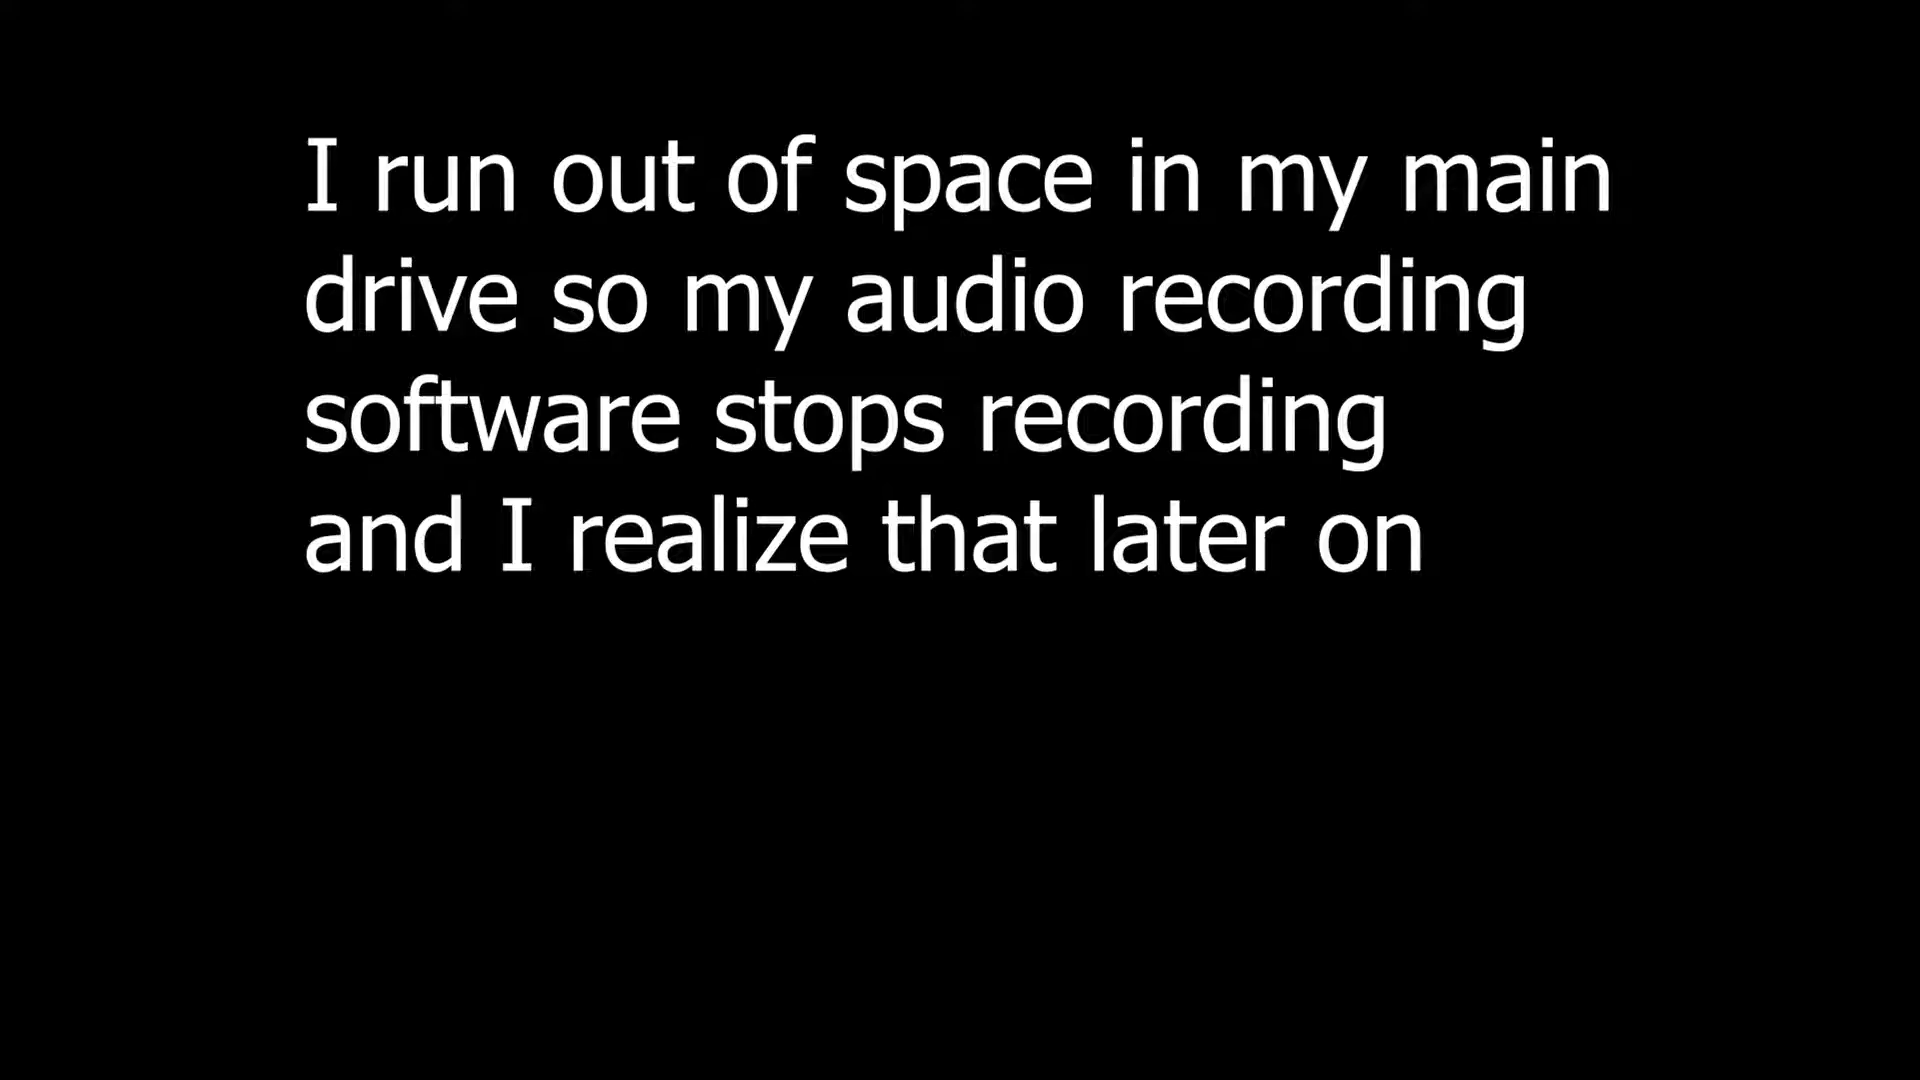 I run out of space in my main
drive so my audio recording
software stops recording
and I realize that later on